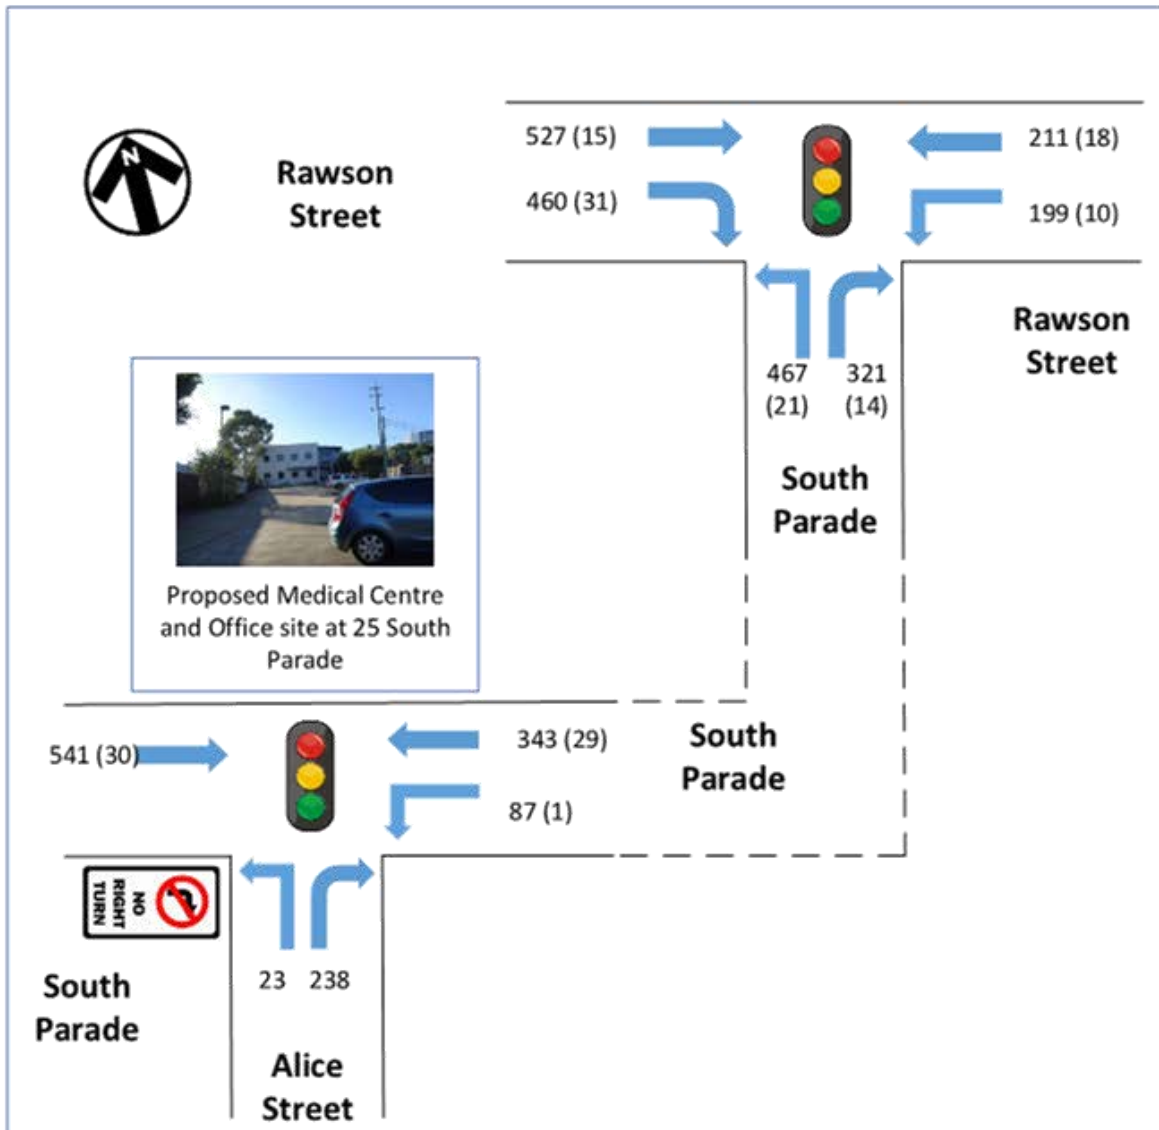 527 (15)
211 (18)
N
Rawson
Street
460 (31)
199 (10)
Rawson
Street
467
(21)
321
(14)
South
Parade
Proposed Medical Centre
and Office site at 25 South
Parade
541 (30)
343 (29)
South
Parade
87 (1)
NO
RIGHT
TURN
23
238
South
Parade
Alice
Street